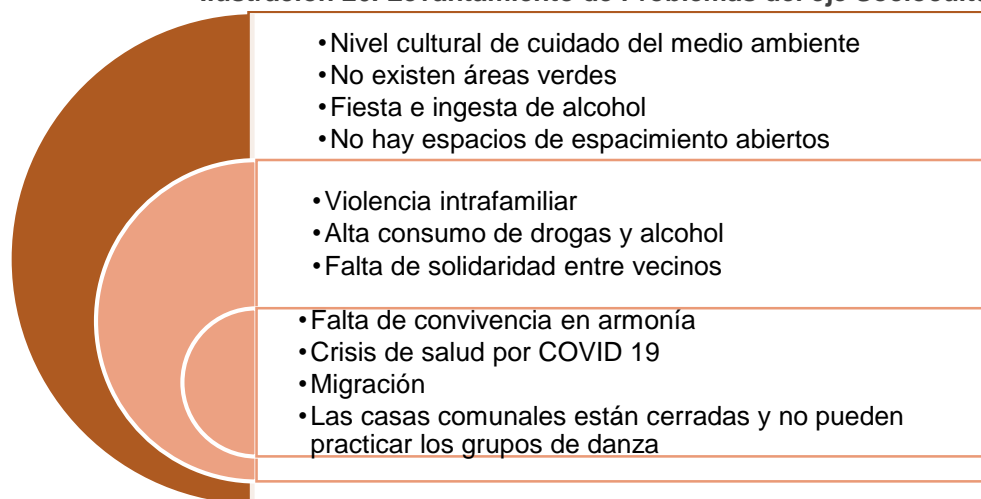 •Nivel cultural de cuidado del medio ambiente
•No existen áreas verdes
•Fiesta e ingesta de alcohol
•No hay espacios de espacimiento abiertos
•Violencia intrafamiliar
•Alta consumo de drogas y alcohol
•Falta de solidaridad entre vecinos
•Falta de convivencia en armonía
•Crisis de salud por COVID 19
•Migración
•Las casas comunales están cerradas y no pueden
practicar los grupos de danza